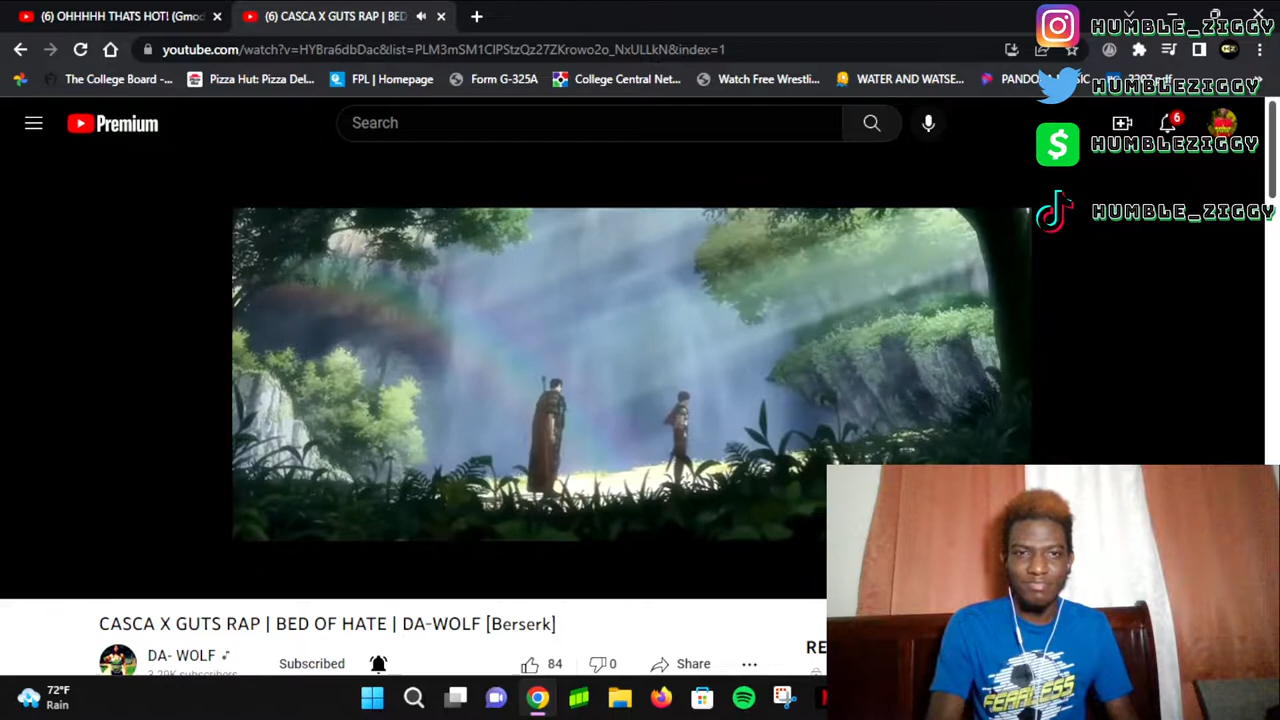 (6) OHHHHH THATS HOT! (Gmod
(6) CASCA X GUTS RAP | BED
HUMBLE_ZIGGY
youtube.com/watch?v=HYBra6dbDac&list=PLM3mSM1CIPStzQz27ZKrowo2o_NxULLkN&index=1
The College Board -...
Pizza Hut: Pizza Del...
FPL | Homepage
Form G-325A
College Central Net...
Watch Free Wrestli...
WATER AND WATSE...
HUMBLEZIGGY
Premium
Search
6
HUMBLEZIGGY
HUMBLE_ZIGGY
CASCA X GUTS RAP | BED OF HATE | DA-WOLF [Berserk]
DA- WOLF
Subscribed
84
0
Share
FEARLESS
72°F
Rain